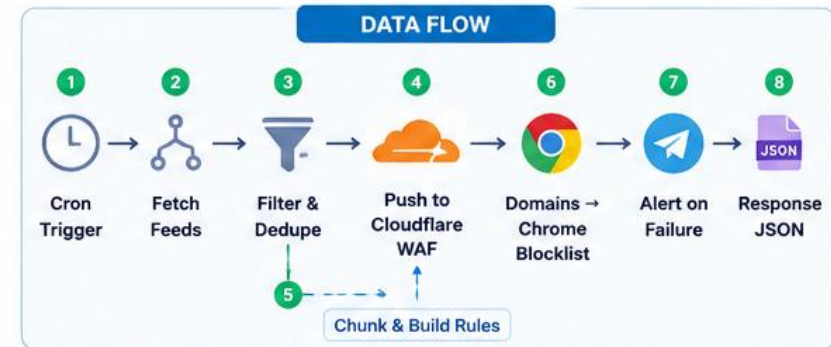 DATA FLOW
1
2
3
4
6
7
8
JSON
Cron
Trigger
Fetch
Feeds
Filter &
Dedupe
Push to
Cloudflare
WAF
Domains →
Chrome
Blocklist
Alert on
Failure
Response
JSON
5
Chunk & Build Rules